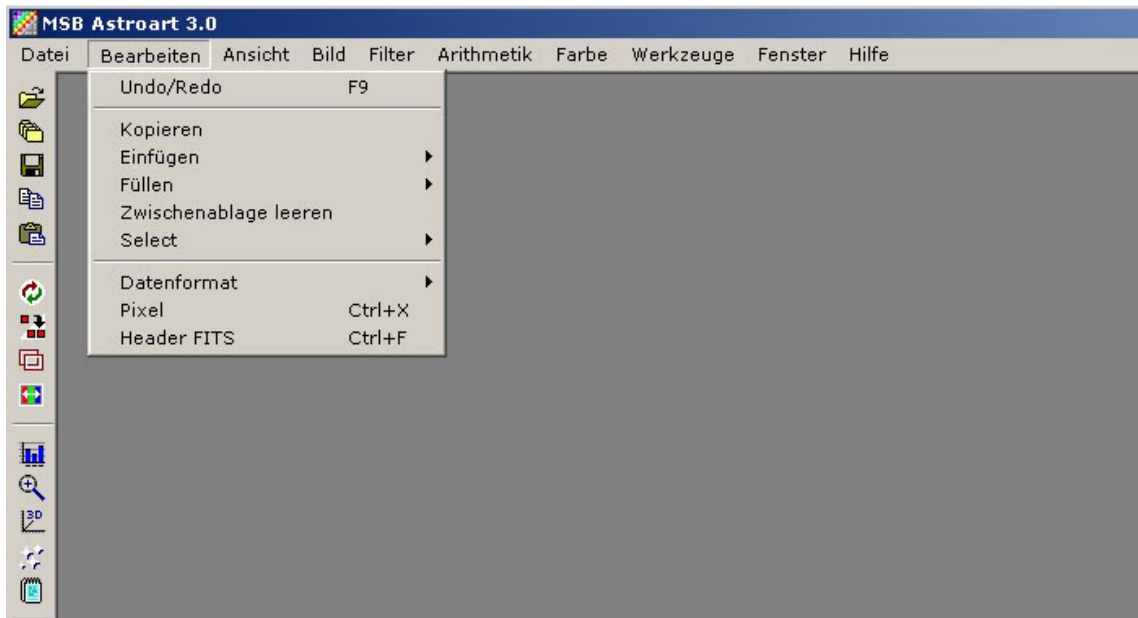 MSB Astroart 3.0
Datei Bearbeiten Ansicht Bild Filter Arithmetik Farbe Werkzeuge Fenster Hilfe
Undo/Redo F9
Kopieren
Einfügen
Füllen
Zwischenablage leeren
Select
Datenformat
Pixel Ctrl+X
Header FITS Ctrl+F
3D